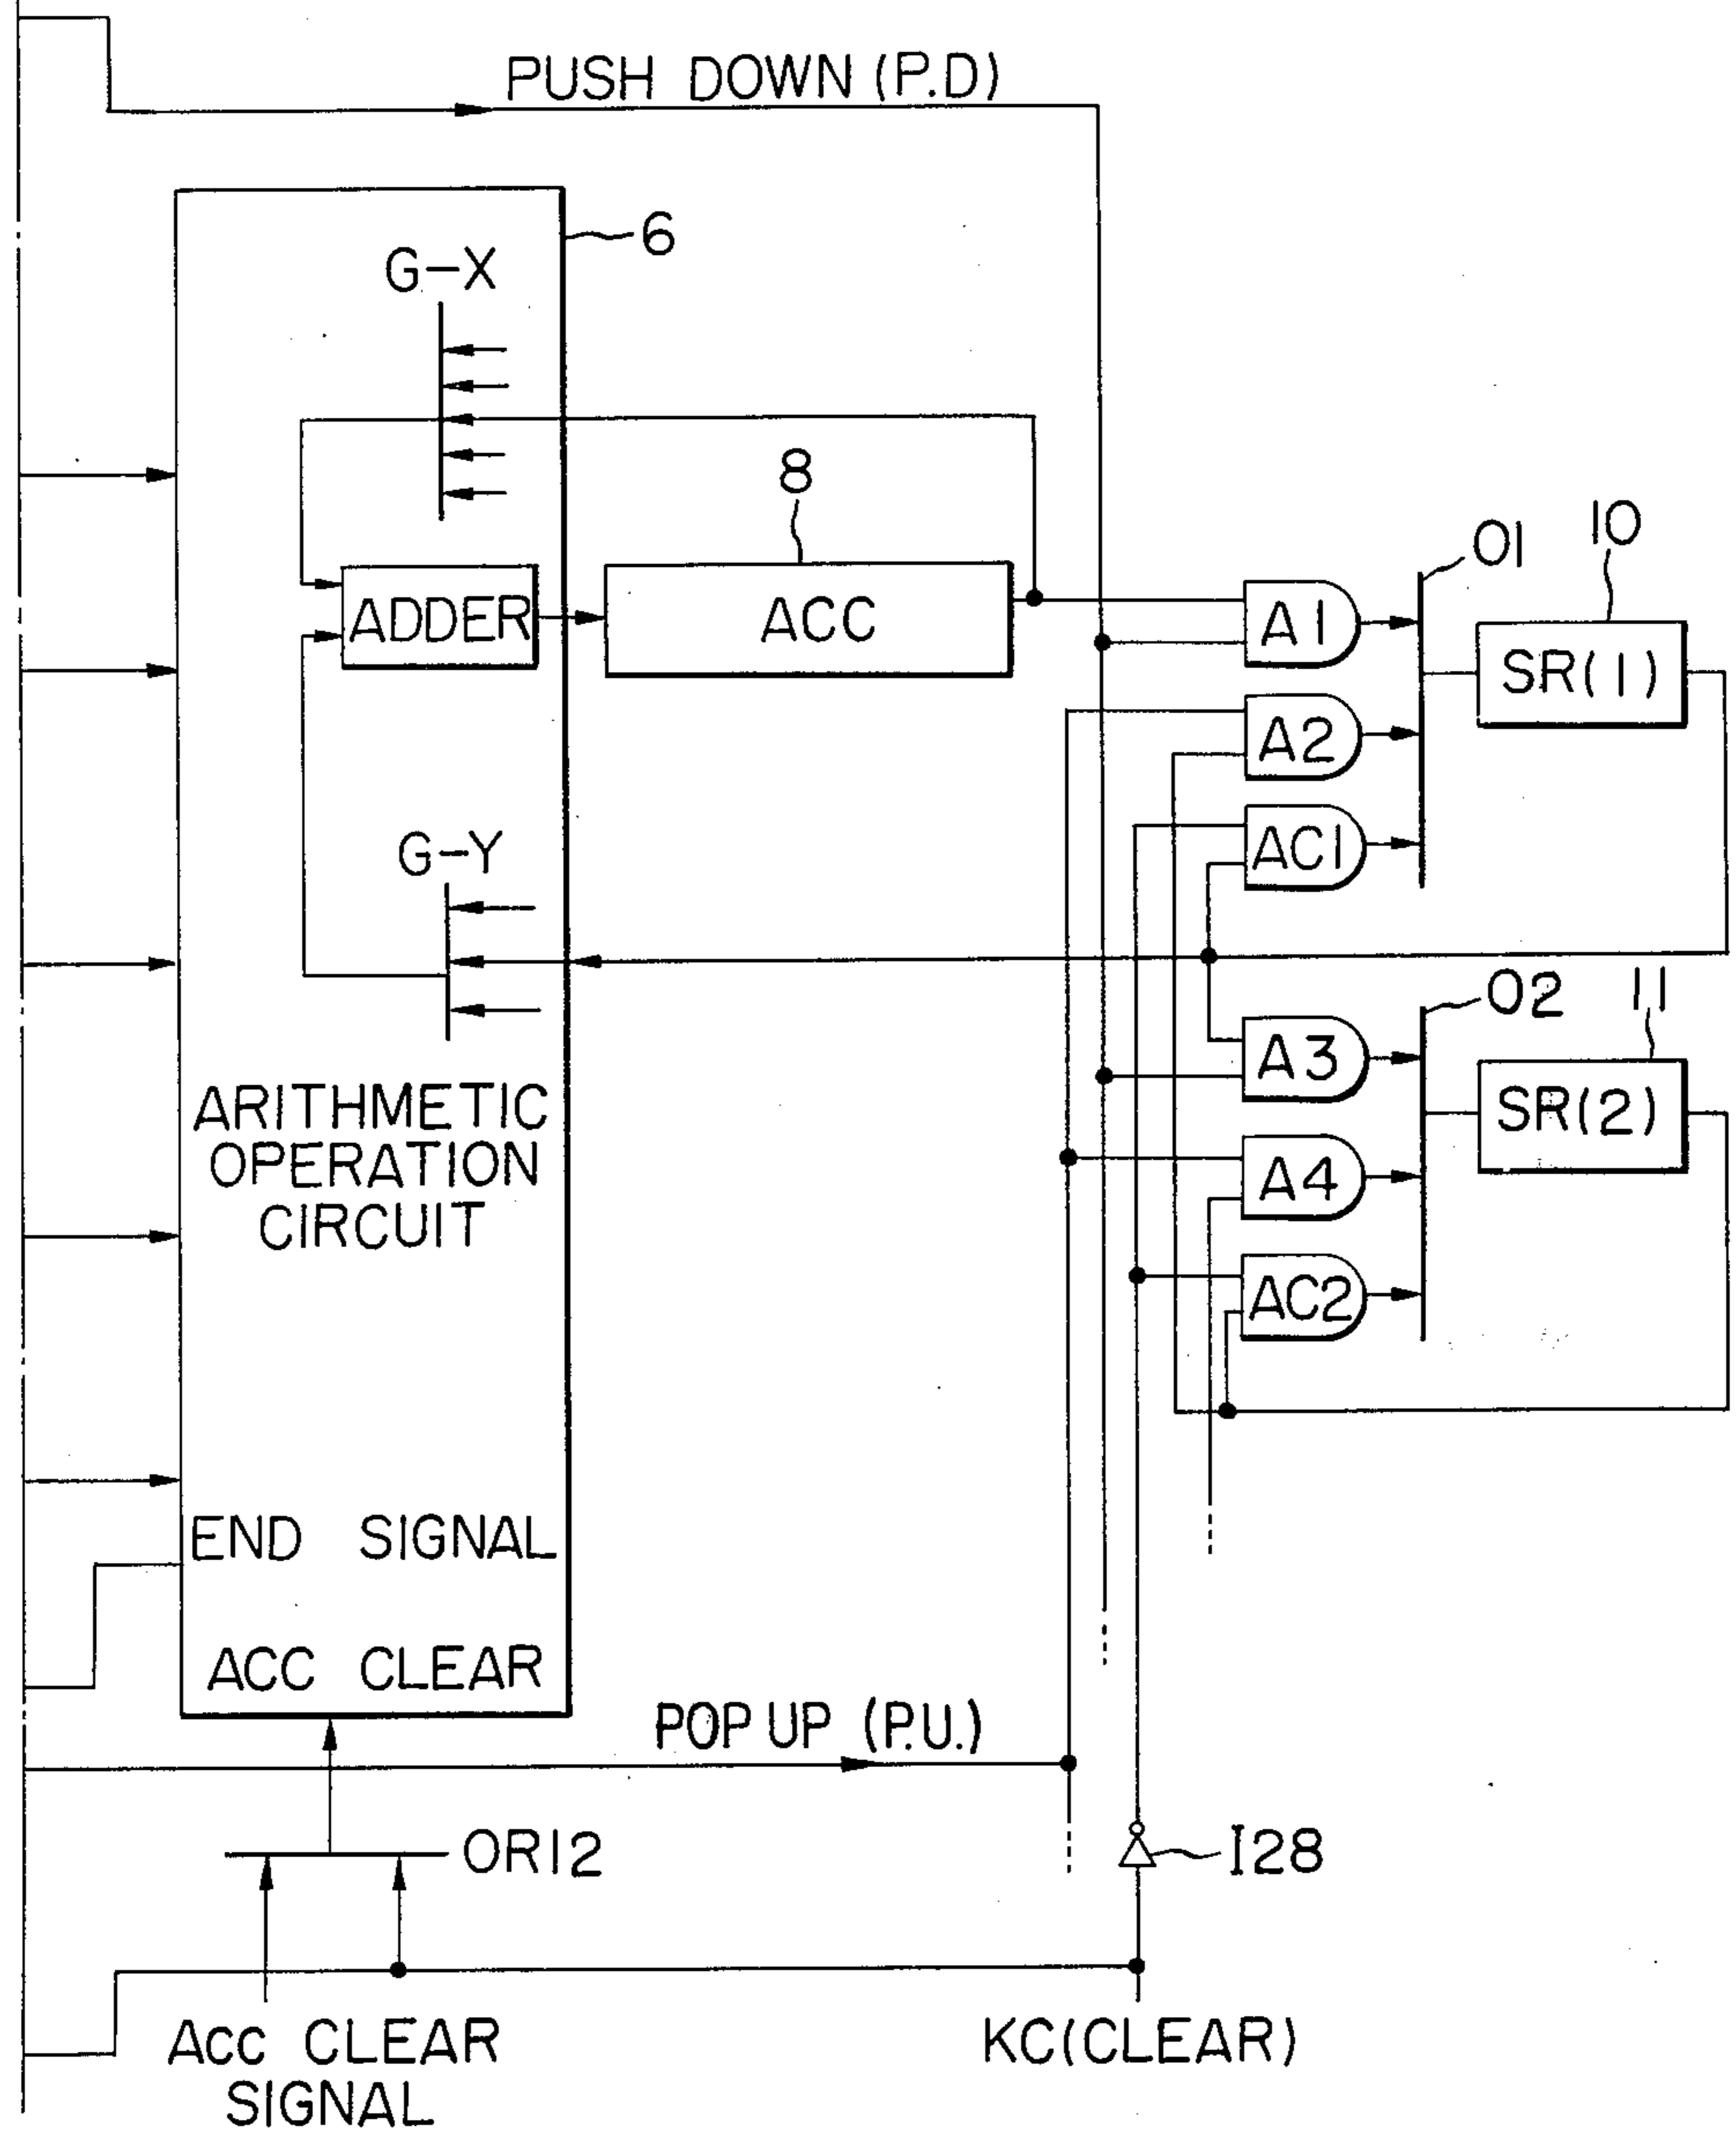 PUSH DOWN (P.D)
6
G-X
8
ADDER
ACC
A1
01
10
SR(1)
A2
AC1
G-Y
02
11
A3
SR(2)
A4
AC2
ARITHMETIC
OPERATION
CIRCUIT
END SIGNAL
ACC CLEAR
POP UP (P.U.)
OR12
I28
ACC CLEAR
SIGNAL
KC(CLEAR)